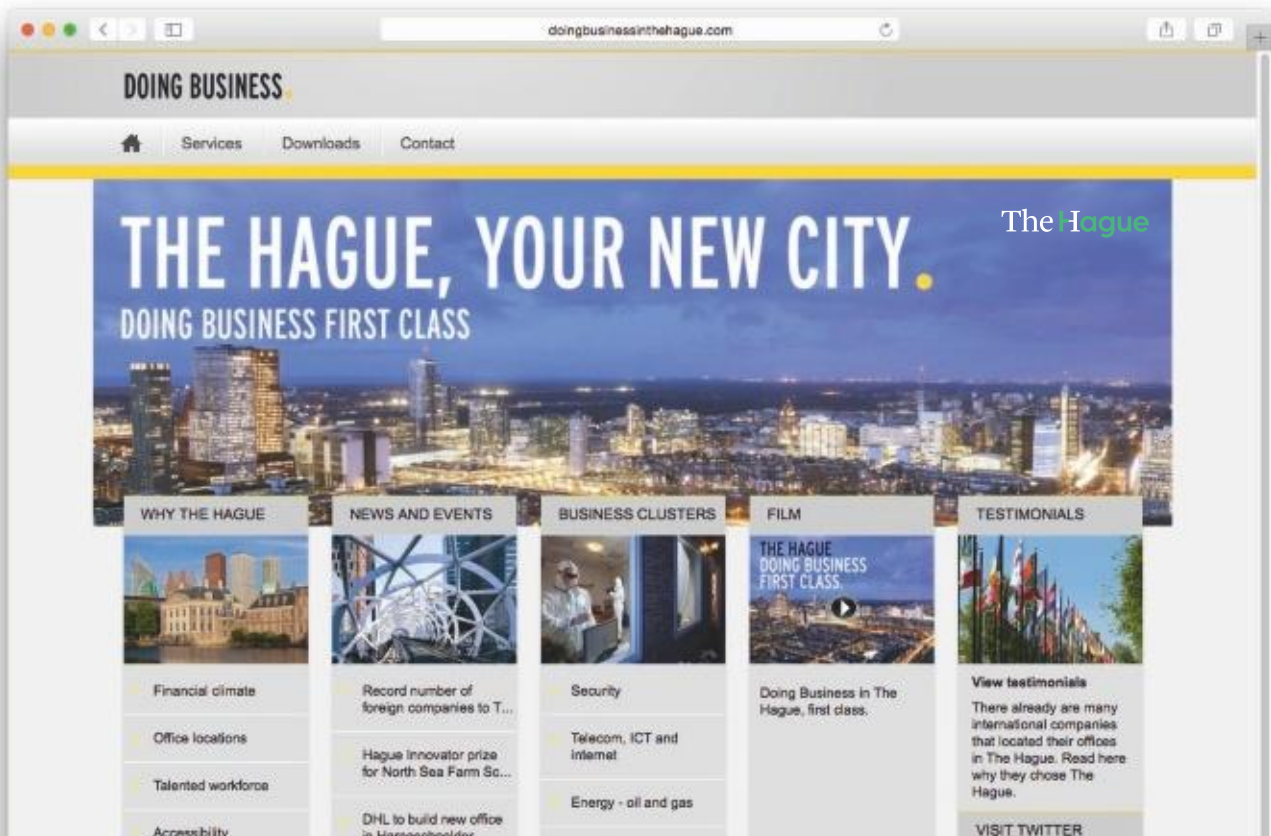 doingbusinessinthehague.com
DOING BUSINESS.
Services Downloads Contact
THE HAGUE, YOUR NEW CITY.
DOING BUSINESS FIRST CLASS
The Hague
WHY THE HAGUE
Financial climate
Office locations
Talented workforce
Accessibility
NEWS AND EVENTS
Record number of
foreign companies to T...
Hague Innovator prize
for North Sea Farm Sc...
DHL to build new office
in
BUSINESS CLUSTERS
Security
Telecom, ICT and
internet
Energy - oil and gas
FILM
THE HAGUE
DOING BUSINESS
FIRST CLASS.
Doing Business in The
Hague, first class.
TESTIMONIALS
View testimonials
There already are many
international companies
that located their offices
in The Hague. Read here
why they chose The
Hague.
VISIT TWITTER